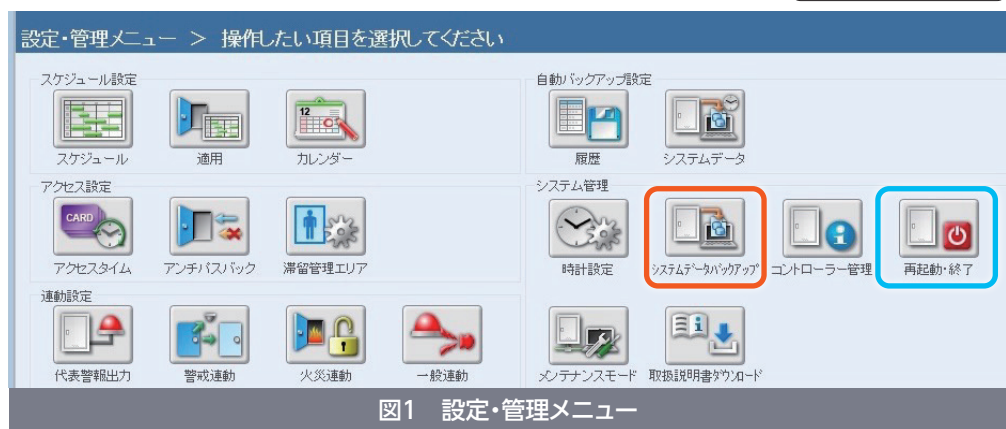 設定・管理メニュー ＞ 操作したい項目を選択してください
スケジュール設定
スケジュール 適用 カレンダー
12
自動バックアップ設定
履歴 システムデータ
アクセス設定
CARD
アクセスタイム アンチパスバック 滞留管理エリア
システム管理
時計設定 システムデータバックアップ コントローラー管理 再起動・終了
連動設定
代表警報出力 警戒連動 火災連動 一般連動
メンテナンスモード 取扱説明書ダウンロード
図1 設定・管理メニュー